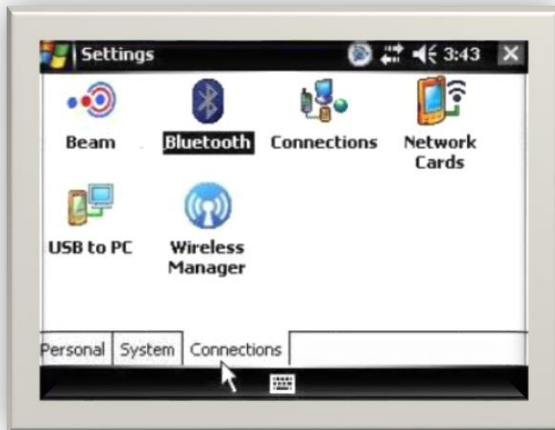 Settings 3:43
Beam Bluetooth Connections Network Cards
USB to PC Wireless Manager
Personal System Connections